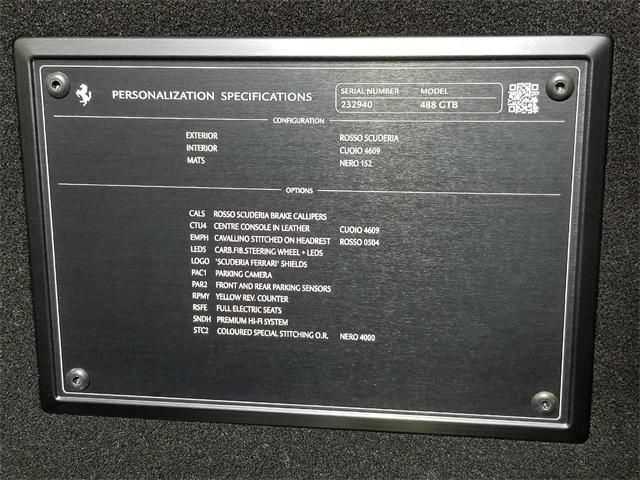 PERSONALIZATION SPECIFICATIONS
SERIAL NUMBER MODEL
232940 488 GTB
CONFIGURATION
EXTERIOR ROSSO SCUDERIA
INTERIOR CUOIO 4609
MATS NERO 152
OPTIONS
CAL5 ROSSO SCUDERIA BRAKE CALLIPERS
CTU4 CENTRE CONSOLE IN LEATHER CUOIO 4609
EMPH CAVALLINO STITCHED ON HEADREST ROSSO 0504
LED5 CARB.FIB.STEERING WHEEL + LEDS
LOGO 'SCUDERIA FERRARI' SHIELDS
PAC1 PARKING CAMERA
PAR2 FRONT AND REAR PARKING SENSORS
RPMY YELLOW REV. COUNTER
RSFE FULL ELECTRIC SEATS
SNDH PREMIUM HI-FI SYSTEM
STC2 COLOURED SPECIAL STITCHING O.R. NERO 4000